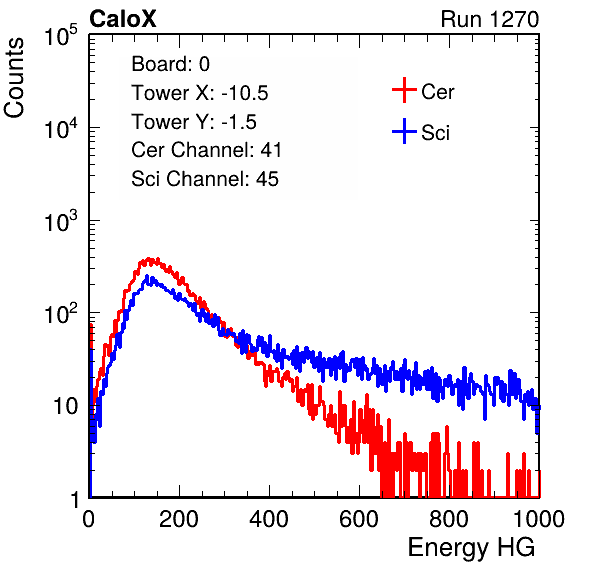 CaloX Run 1270
Counts
10^5
10^4
10^3
10^2
10
1
Board: 0
Tower X: -10.5
Tower Y: -1.5
Cer Channel: 41
Sci Channel: 45
Cer
Sci
0 200 400 600 800 1000
Energy HG